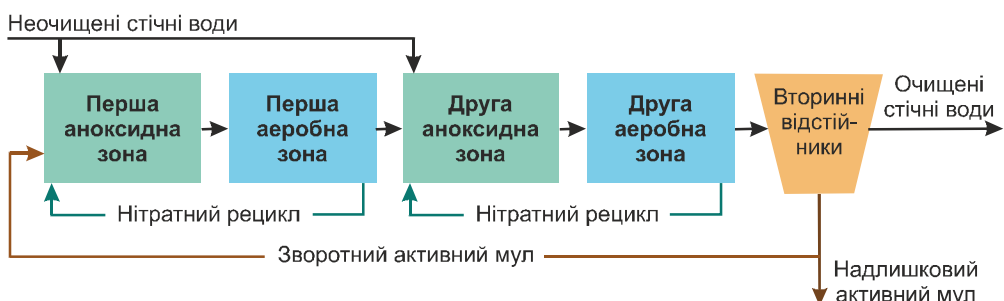 Неочищені стічні води
Перша
аноксидна
зона
Перша
аеробна
зона
Друга
аноксидна
зона
Друга
аеробна
зона
Вторинні
відстій-
ники
Очищені
стічні води
Нітратний рецикл
Нітратний рецикл
Зворотний активний мул
Надлишковий
активний мул